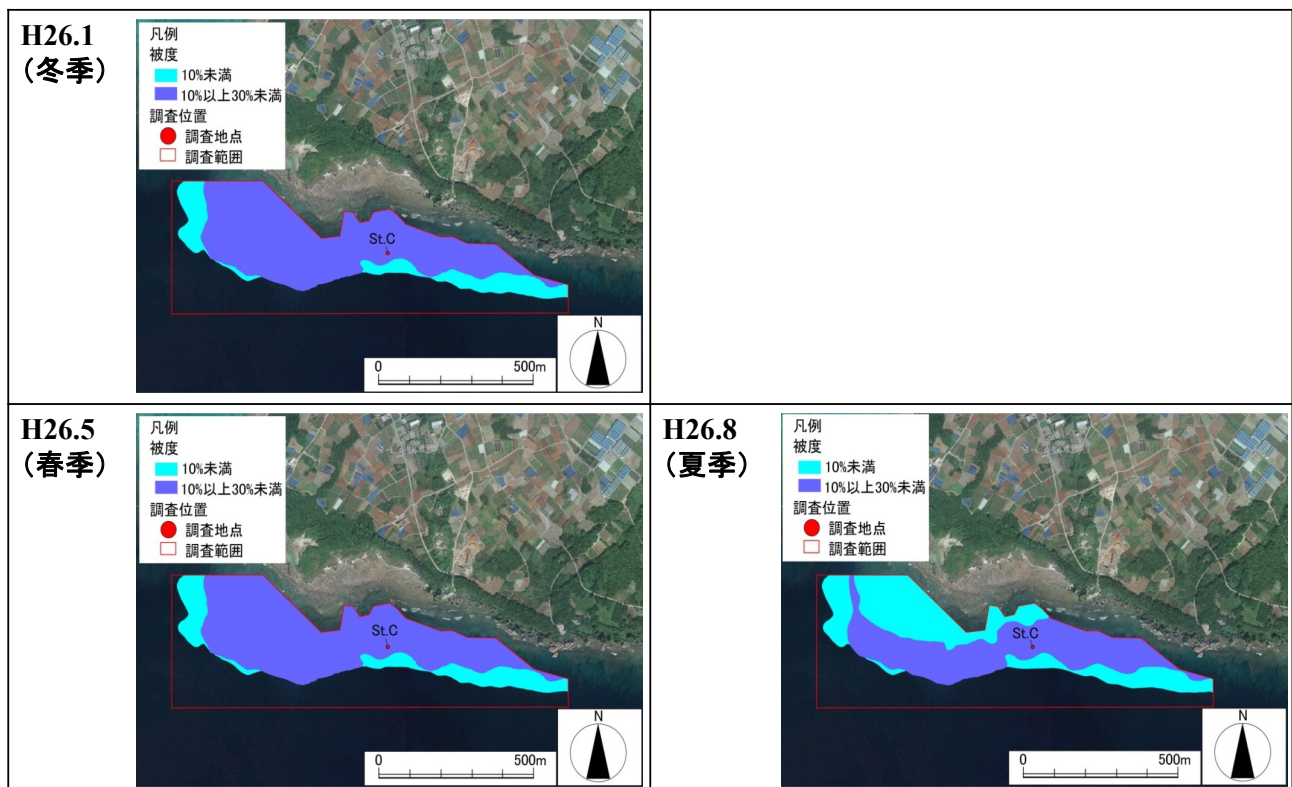 H26.1
(冬季)
凡例
被度
10%未満
10%以上30%未満
調査位置
調査地点
調査範囲
St.C
N
0 500m
H26.5
(春季)
凡例
被度
10%未満
10%以上30%未満
調査位置
調査地点
調査範囲
St.C
N
0 500m
H26.8
(夏季)
凡例
被度
10%未満
10%以上30%未満
調査位置
調査地点
調査範囲
St.C
N
0 500m